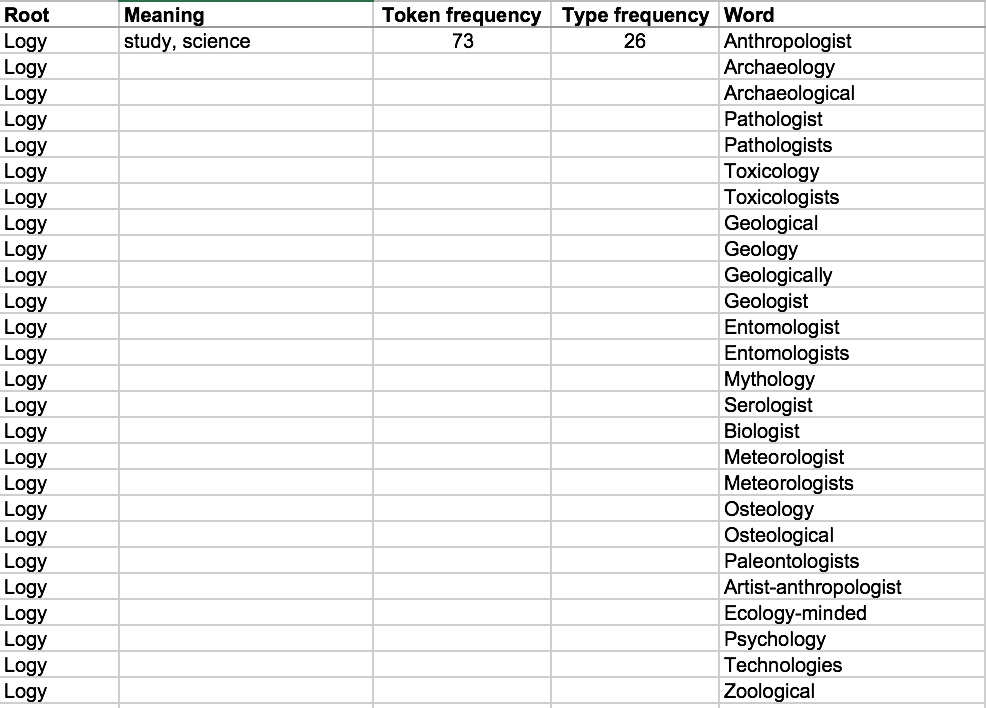 Root Meaning Token frequency Type frequency Word
Logy study, science 73 26 Anthropologist
Logy Archaeology
Logy Archaeological
Logy Pathologist
Logy Pathologists
Logy Toxicology
Logy Toxicologists
Logy Geological
Logy Geology
Logy Geologically
Logy Geologist
Logy Entomologist
Logy Entomologists
Logy Mythology
Logy Serologist
Logy Biologist
Logy Meteorologist
Logy Meteorologists
Logy Osteology
Logy Osteological
Logy Paleontologists
Logy Artist-anthropologist
Logy Ecology-minded
Logy Psychology
Logy Technologies
Logy Zoological